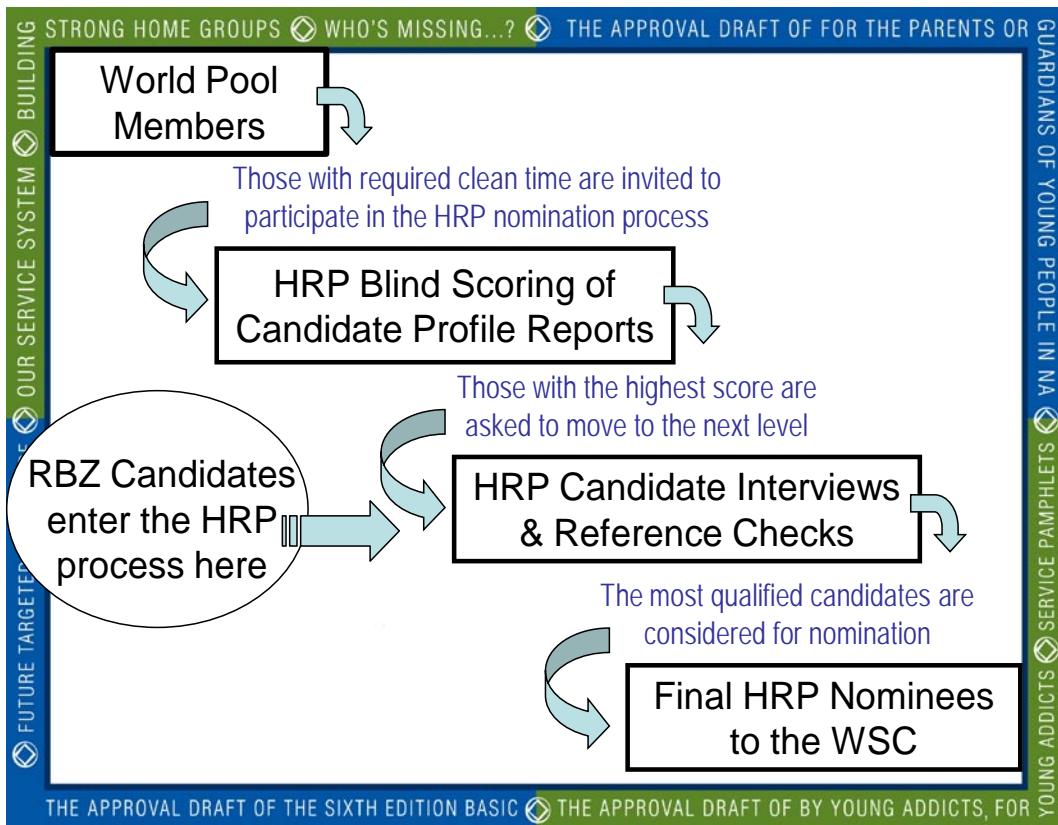 STRONG HOME GROUPS WHO'S MISSING...? THE APPROVAL DRAFT OF FOR THE PARENTS OR
GUARDIANS OF YOUNG PEOPLE IN NA SERVICE PAMPHLETS
YOUNG ADDICTS
BUILDING
OUR SERVICE SYSTEM
FUTURE TARGETED
World Pool
Members
Those with required clean time are invited to
participate in the HRP nomination process
HRP Blind Scoring of
Candidate Profile Reports
Those with the highest score are
asked to move to the next level
RBZ Candidates
enter the HRP
process here
HRP Candidate Interviews
& Reference Checks
The most qualified candidates are
considered for nomination
Final HRP Nominees
to the WSC
THE APPROVAL DRAFT OF THE SIXTH EDITION BASIC THE APPROVAL DRAFT OF BY YOUNG ADDICTS, FOR